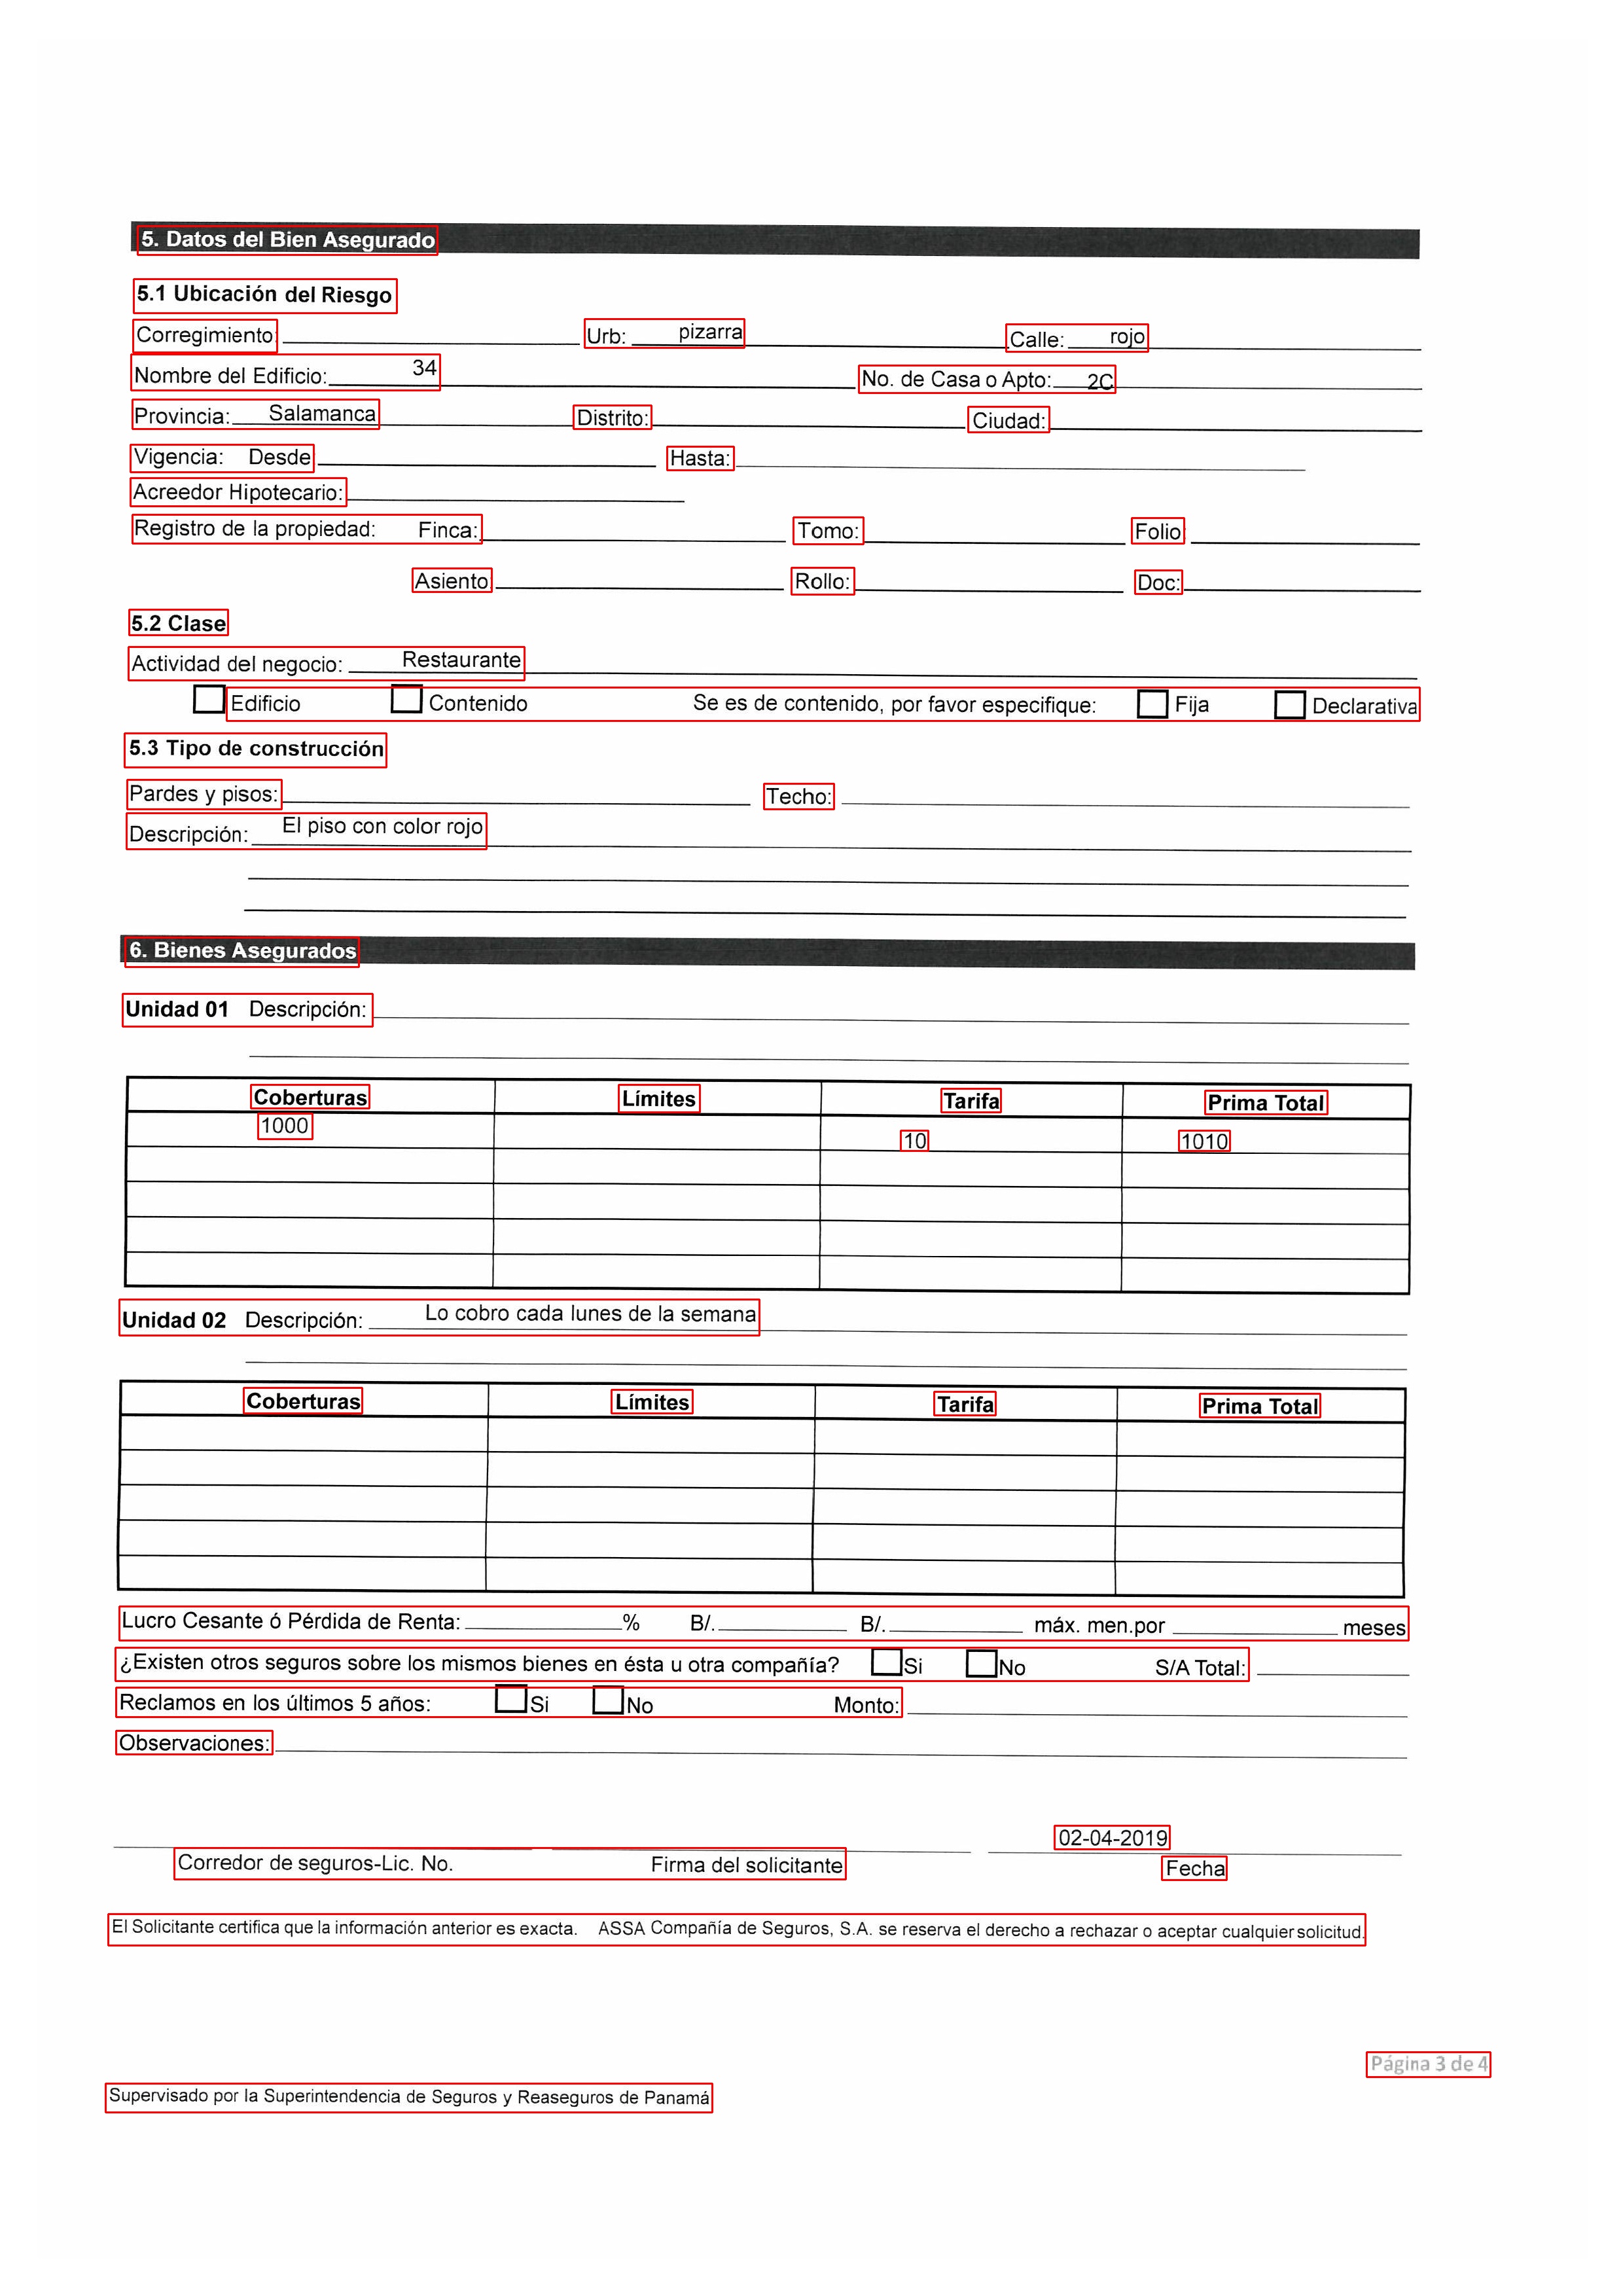 5. Datos del Bien Asegurado
5.1 Ubicación del Riesgo
Corregimiento: Urb: pizarra Calle: rojo
Nombre del Edificio: 34 No. de Casa o Apto: 2C
Provincia: Salamanca Distrito: Ciudad:
Vigencia: Desde Hasta:
Acreedor Hipotecario:
Registro de la propiedad: Finca: Tomo: Folio
Asiento: Rollo: Doc:
5.2 Clase
Actividad del negocio: Restaurante
Edificio Contenido Se es de contenido, por favor especifique: Fija Declarativa
5.3 Tipo de construcción
Pardes y pisos: Techo:
Descripción: El piso con color rojo
6. Bienes Asegurados
Unidad 01 Descripción:
Coberturas Límites Tarifa Prima Total
1000 10 1010
Unidad 02 Descripción: Lo cobro cada lunes de la semana
Coberturas Límites Tarifa Prima Total
Lucro Cesante ó Pérdida de Renta: % B/. B/. máx. men.por meses
¿Existen otros seguros sobre los mismos bienes en ésta u otra compañía? Si No S/A Total:
Reclamos en los últimos 5 años: Si No Monto:
Observaciones:
02-04-2019
Corredor de seguros-Lic. No. Firma del solicitante Fecha
El Solicitante certifica que la información anterior es exacta. ASSA Compañía de Seguros, S.A. se reserva el derecho a rechazar o aceptar cualquier solicitud.
Página 3 de 4
Supervisado por la Superintendencia de Seguros y Reaseguros de Panamá